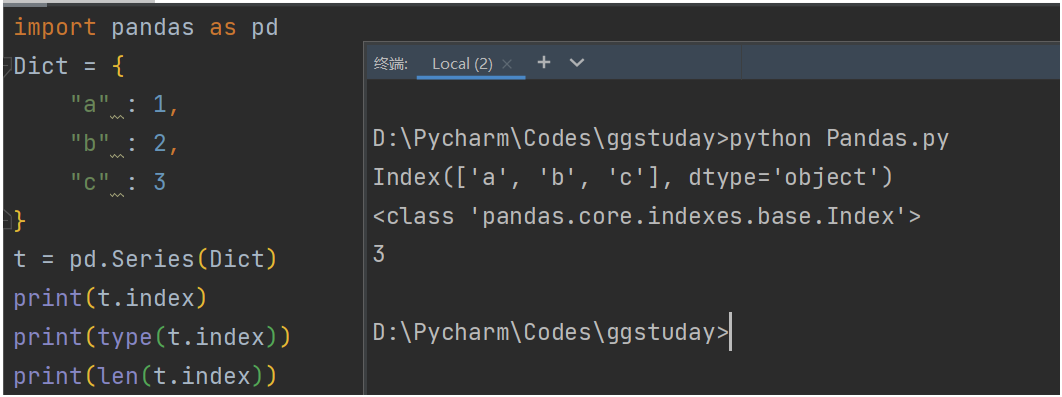 import pandas as pd
Dict = {
    "a" : 1,
    "b" : 2,
    "c" : 3
}
t = pd.Series(Dict)
print(t.index)
print(type(t.index))
print(len(t.index))
终端: Local (2) × +
D:\Pycharm\Codes\ggstuday>python Pandas.py
Index(['a', 'b', 'c'], dtype='object')
<class 'pandas.core.indexes.base.Index'>
3
D:\Pycharm\Codes\ggstuday>